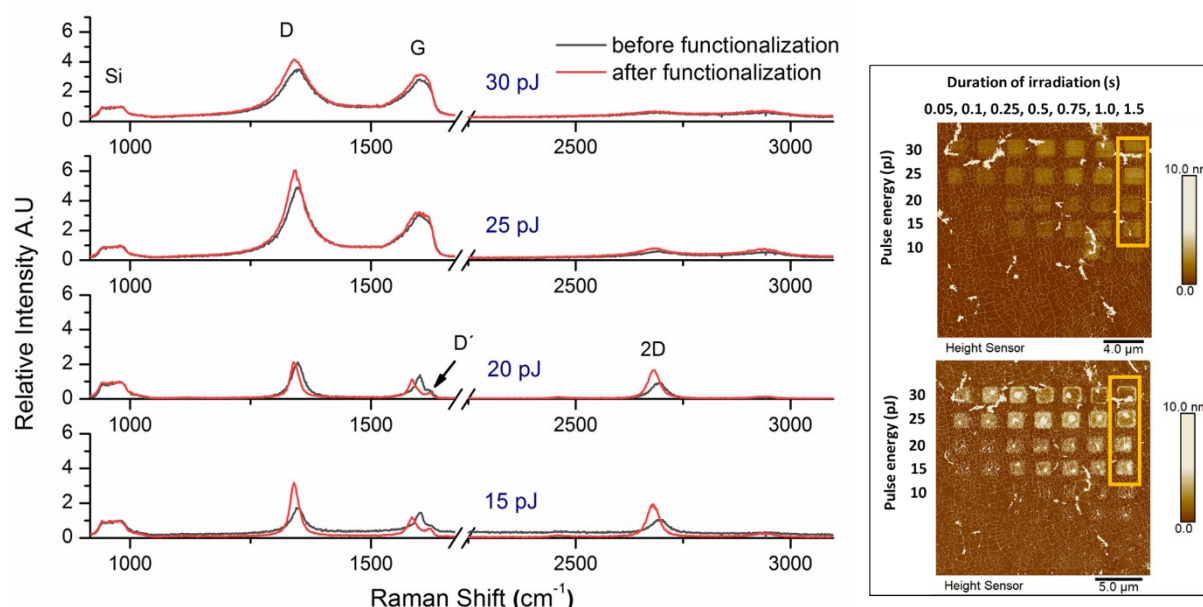 Relative Intensity A.U
6
4
2
1
0
Si
D
G
before functionalization
after functionalization
30 pJ
1000
1500
2500
3000
6
4
2
1
0
25 pJ
1000
1500
2500
3000
6
4
2
1
0
D´
2D
20 pJ
1000
1500
2500
3000
6
4
2
1
0
15 pJ
1000
1500
2500
3000
Raman Shift (cm-1)
Duration of irradiation (s)
0.05, 0.1, 0.25, 0.5, 0.75, 1.0, 1.5
Pulse energy (pJ)
30
25
20
15
10
10.0 nm
0.0
Height Sensor
4.0 µm
Pulse energy (pJ)
30
25
20
15
10
10.0 nm
0.0
Height Sensor
5.0 µm